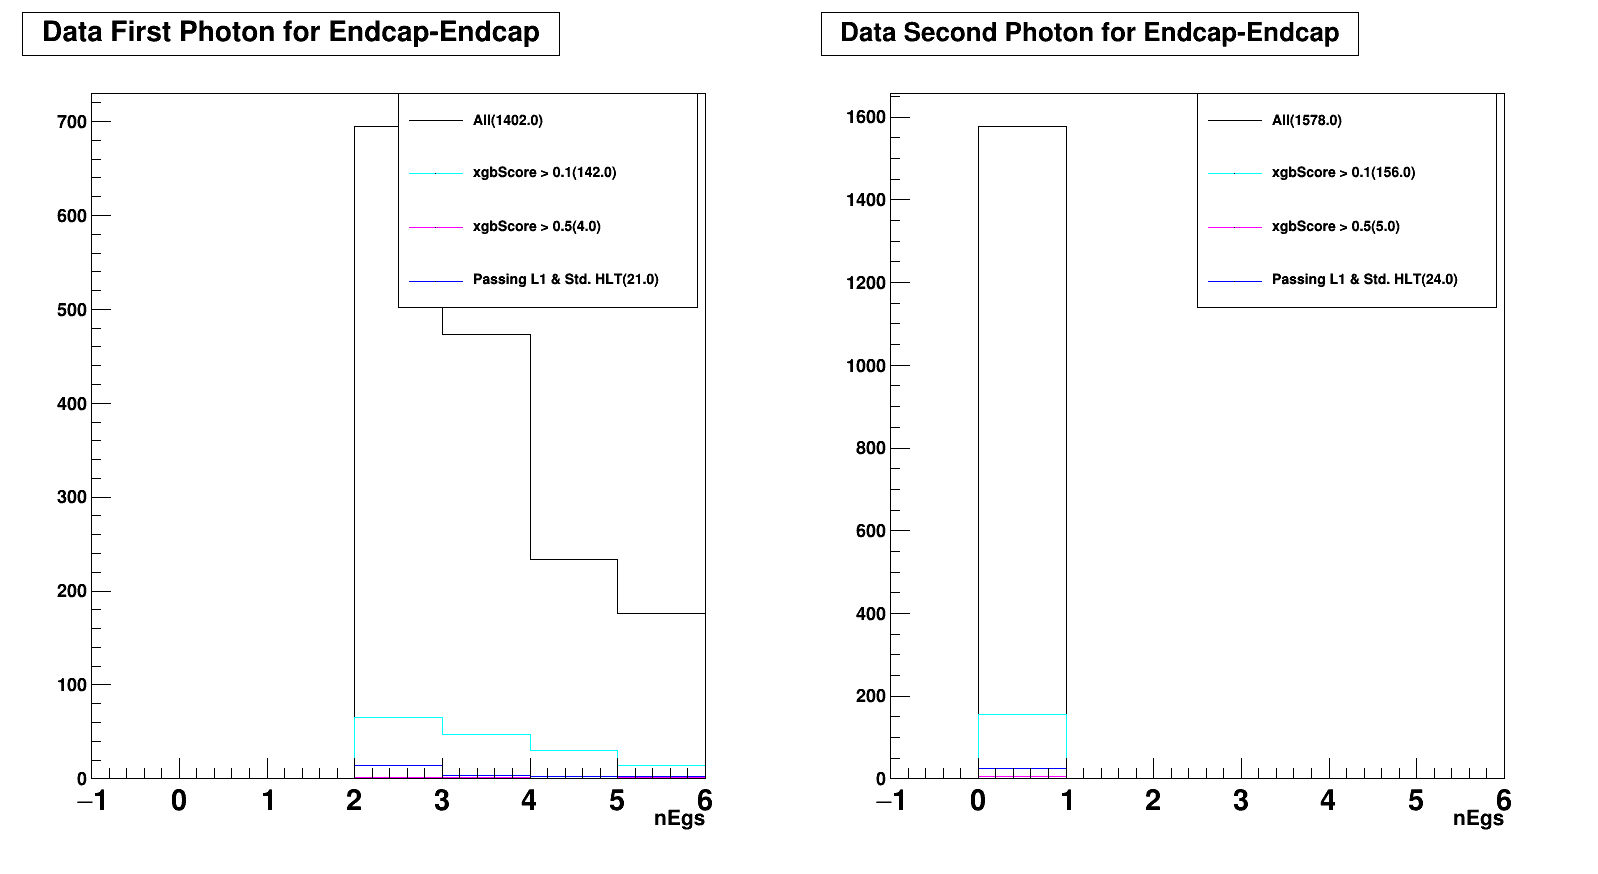 Data First Photon for Endcap-Endcap
All(1402.0)
xgbScore > 0.1(142.0)
xgbScore > 0.5(4.0)
Passing L1 & Std. HLT(21.0)
700
600
500
400
300
200
100
0
−1 0 1 2 3 4 5 6
nEgs
Data Second Photon for Endcap-Endcap
All(1578.0)
xgbScore > 0.1(156.0)
xgbScore > 0.5(5.0)
Passing L1 & Std. HLT(24.0)
1600
1400
1200
1000
800
600
400
200
0
−1 0 1 2 3 4 5 6
nEgs